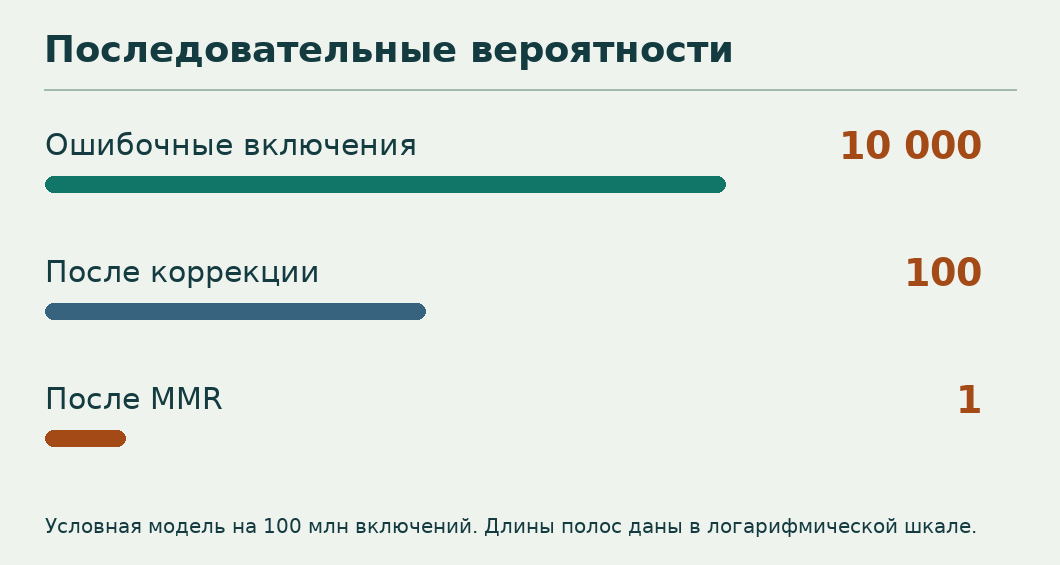 Последовательные вероятности
Ошибочные включения 10 000
После коррекции 100
После MMR 1
Условная модель на 100 млн включений. Длины полос даны в логарифмической шкале.